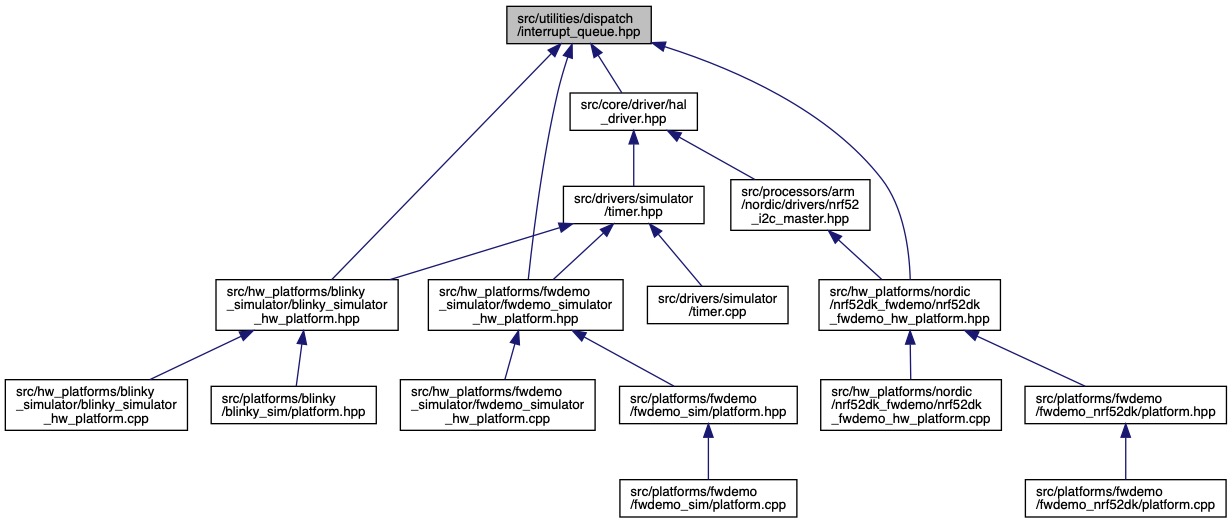 src/utilities/dispatch
/interrupt_queue.hpp
src/core/driver/hal
_driver.hpp
src/drivers/simulator
/timer.hpp
src/processors/arm
/nordic/drivers/nrf52
_i2c_master.hpp
src/hw_platforms/blinky
_simulator/blinky_simulator
_hw_platform.hpp
src/hw_platforms/fwdemo
_simulator/fwdemo_simulator
_hw_platform.hpp
src/drivers/simulator
/timer.cpp
src/hw_platforms/nordic
/nrf52dk_fwdemo/nrf52dk
_fwdemo_hw_platform.hpp
src/hw_platforms/blinky
_simulator/blinky_simulator
_hw_platform.cpp
src/platforms/blinky
/blinky_sim/platform.hpp
src/hw_platforms/fwdemo
_simulator/fwdemo_simulator
_hw_platform.cpp
src/platforms/fwdemo
/fwdemo_sim/platform.hpp
src/hw_platforms/nordic
/nrf52dk_fwdemo/nrf52dk
_fwdemo_hw_platform.cpp
src/platforms/fwdemo
/fwdemo_nrf52dk/platform.hpp
src/platforms/fwdemo
/fwdemo_sim/platform.cpp
src/platforms/fwdemo
/fwdemo_nrf52dk/platform.cpp